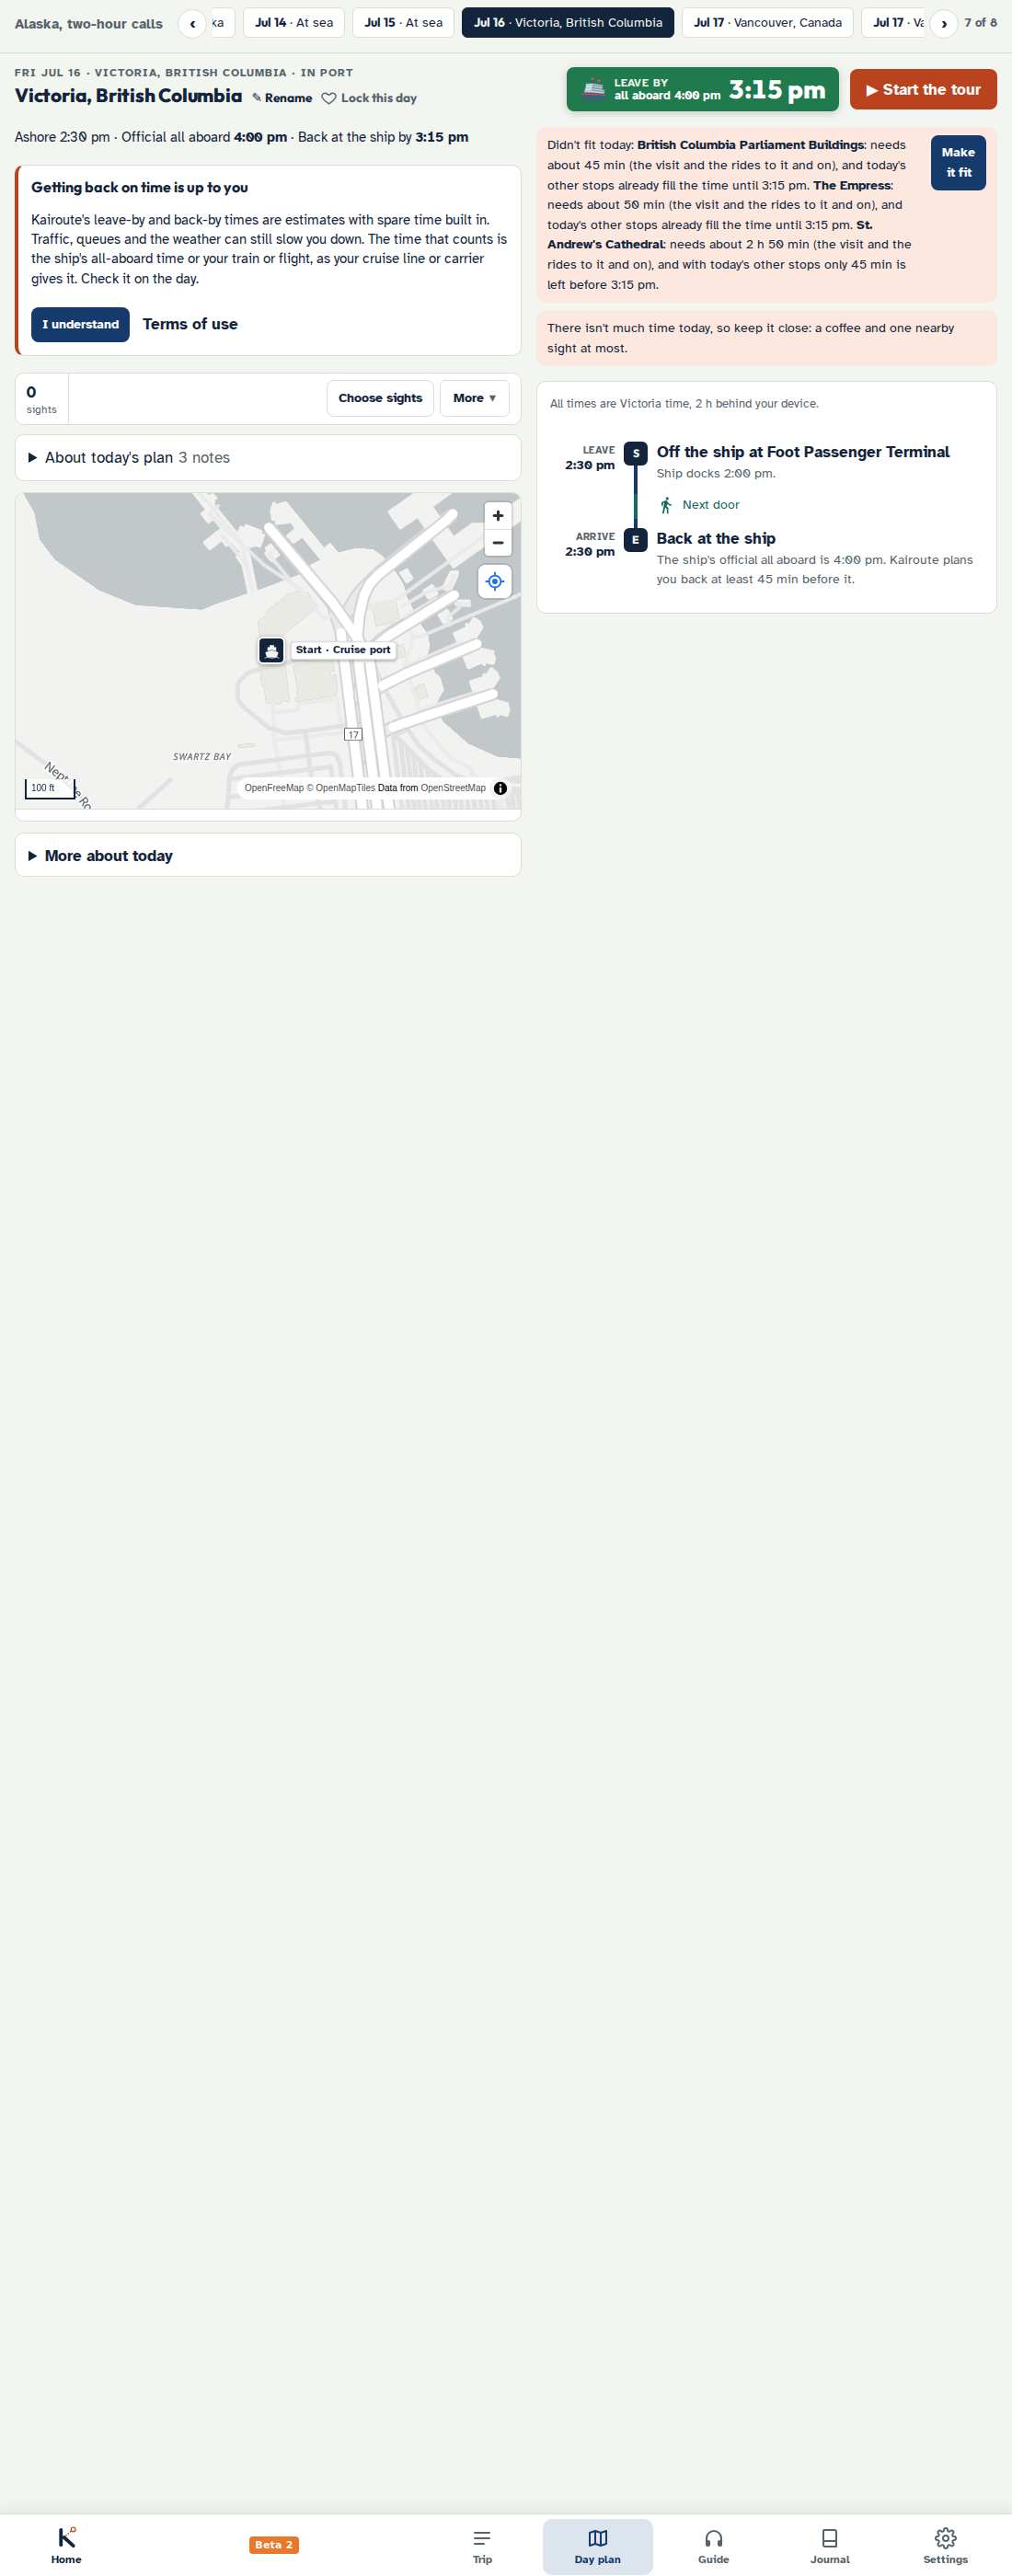 Alaska, two-hour calls
‹
ka
Jul 14 · At sea
Jul 15 · At sea
Jul 16 · Victoria, British Columbia
Jul 17 · Vancouver, Canada
Jul 17 · Va
›
7 of 8
FRI JUL 16 · VICTORIA, BRITISH COLUMBIA · IN PORT
Victoria, British Columbia
✎ Rename
Lock this day
LEAVE BY
all aboard 4:00 pm
3:15 pm
▶ Start the tour
Ashore 2:30 pm · Official all aboard 4:00 pm · Back at the ship by 3:15 pm
Getting back on time is up to you
Kairoute's leave-by and back-by times are estimates with spare time built in.
Traffic, queues and the weather can still slow you down. The time that counts is
the ship's all-aboard time or your train or flight, as your cruise line or carrier
gives it. Check it on the day.
I understand
Terms of use
0
sights
Choose sights
More ▼
▶ About today's plan 3 notes
+
−
Start · Cruise port
17
SWARTZ BAY
100 ft
OpenFreeMap © OpenMapTiles Data from OpenStreetMap
▶ More about today
Didn't fit today: British Columbia Parliament Buildings: needs
about 45 min (the visit and the rides to it and on), and today's
other stops already fill the time until 3:15 pm. The Empress:
needs about 50 min (the visit and the rides to it and on), and
today's other stops already fill the time until 3:15 pm. St.
Andrew's Cathedral: needs about 2 h 50 min (the visit and the
rides to it and on), and with today's other stops only 45 min is
left before 3:15 pm.
Make
it fit
There isn't much time today, so keep it close: a coffee and one nearby
sight at most.
All times are Victoria time, 2 h behind your device.
LEAVE
2:30 pm
S
Off the ship at Foot Passenger Terminal
Ship docks 2:00 pm.
Next door
ARRIVE
2:30 pm
E
Back at the ship
The ship's official all aboard is 4:00 pm. Kairoute plans
you back at least 45 min before it.
Home
Beta 2
Trip
Day plan
Guide
Journal
Settings